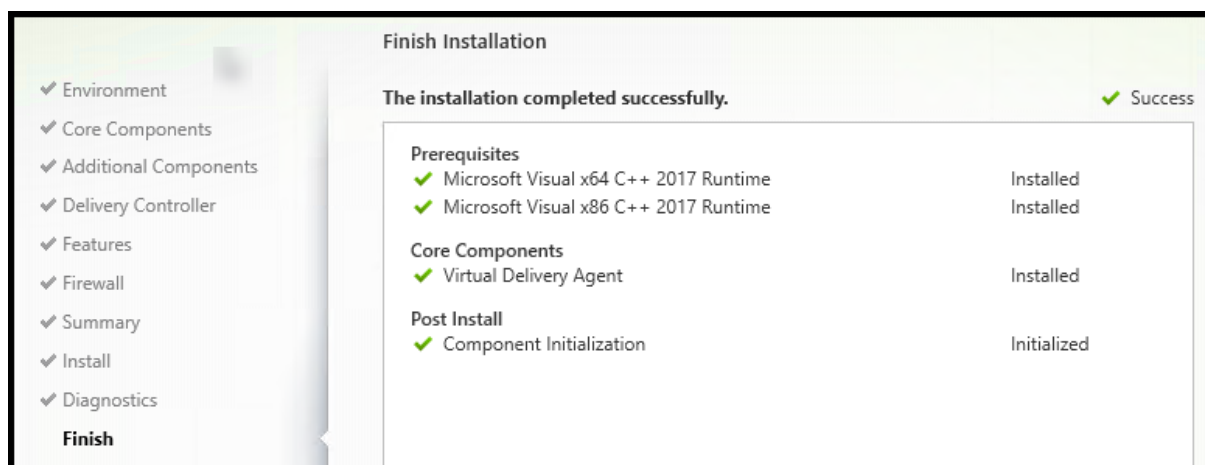 Finish Installation
Environment
Core Components
Additional Components
Delivery Controller
Features
Firewall
Summary
Install
Diagnostics
Finish
The installation completed successfully. Success
Prerequisites
Microsoft Visual x64 C++ 2017 Runtime Installed
Microsoft Visual x86 C++ 2017 Runtime Installed
Core Components
Virtual Delivery Agent Installed
Post Install
Component Initialization Initialized